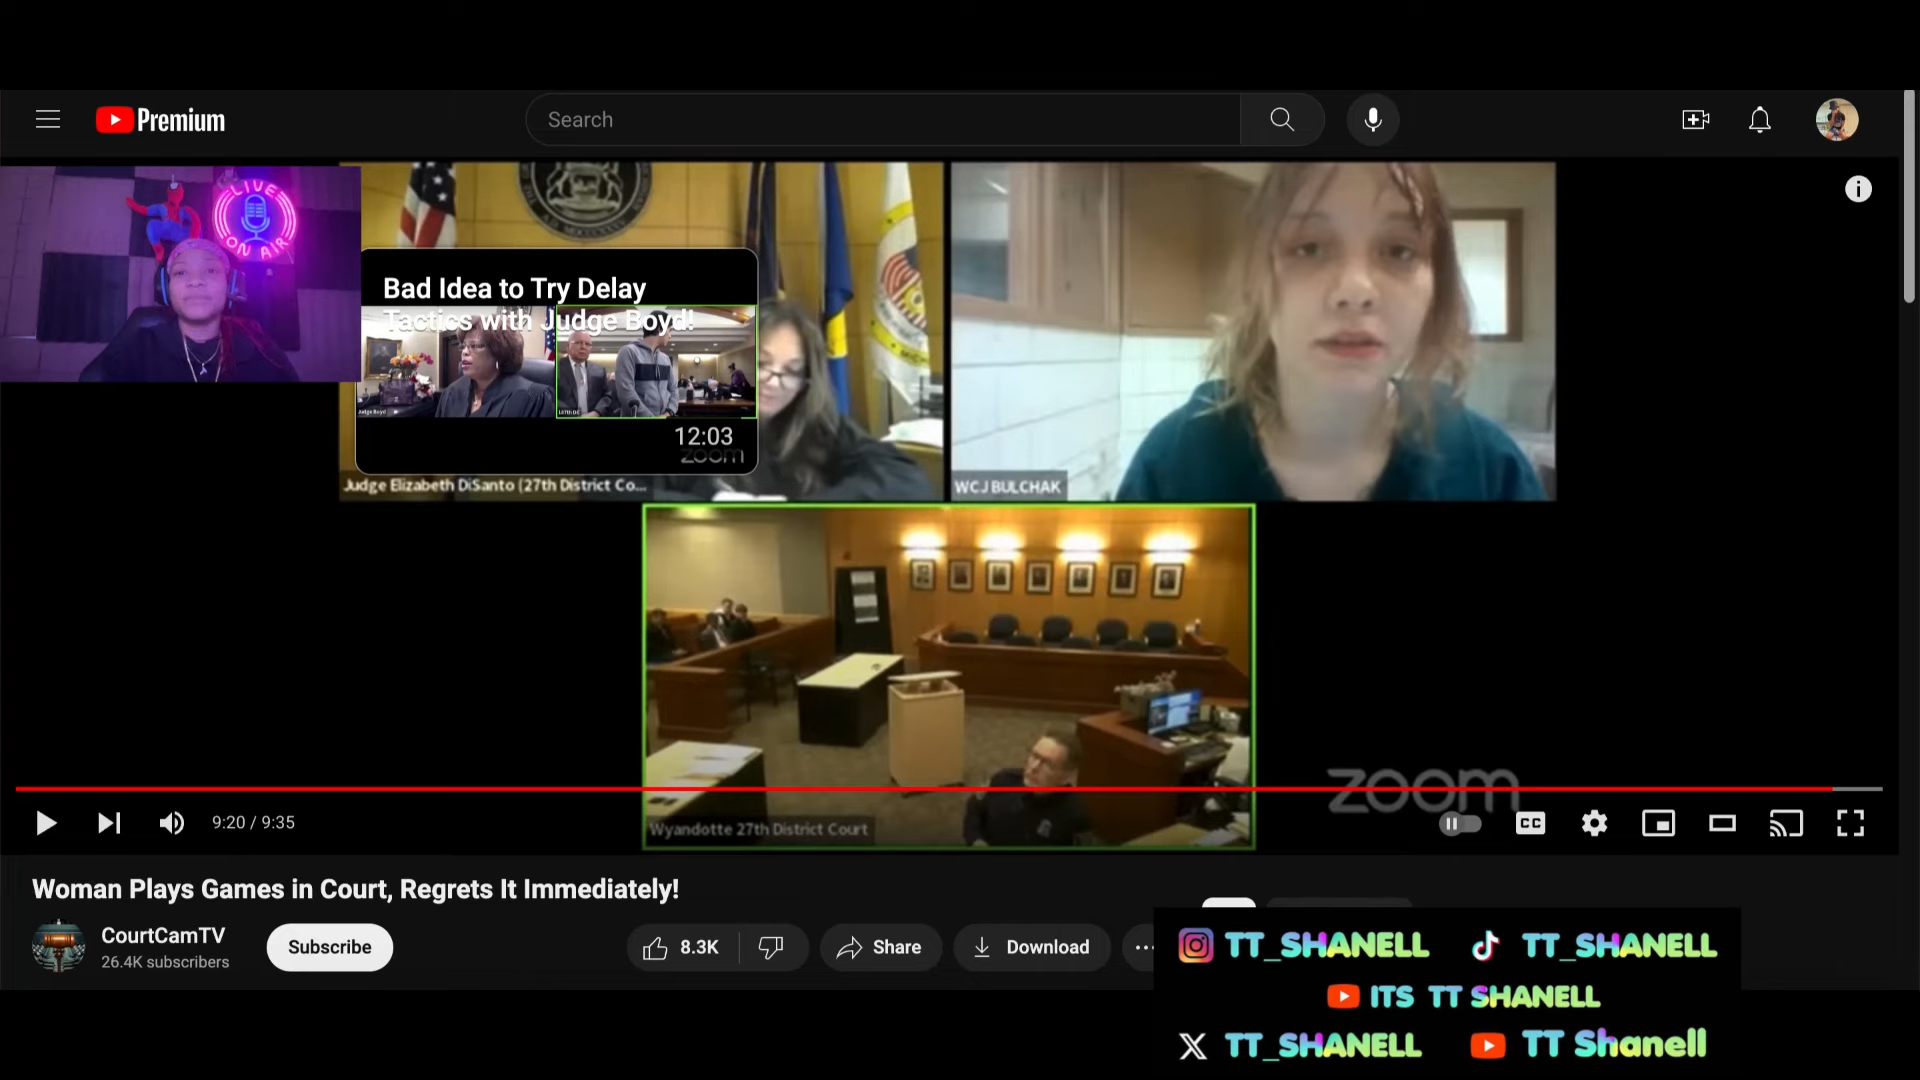 Premium
Search
LIVE
ON AIR
Bad Idea to Try Delay
Tactics with Judge Boyd!
Judge Boyd
12:03
zoom
Judge Elizabeth DiSanto (27th District Co...
WCJ BULCHAK
Wyandotte 27th District Court
zoom
9:20 / 9:35
CC
Woman Plays Games in Court, Regrets It Immediately!
CourtCamTV
26.4K subscribers
Subscribe
8.3K
Share
Download
TT_SHANELL
TT_SHANELL
ITS TT SHANELL
TT_SHANELL
TT Shanell